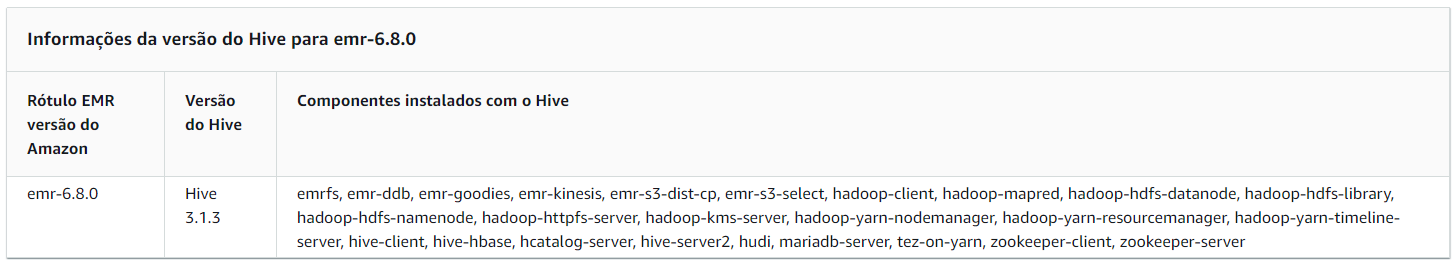 Informações da versão do Hive para emr-6.8.0
Rótulo EMR
versão do
Amazon
Versão
do Hive
Componentes instalados com o Hive
emr-6.8.0
Hive
3.1.3
emrfs, emr-ddb, emr-goodies, emr-kinesis, emr-s3-dist-cp, emr-s3-select, hadoop-client, hadoop-mapred, hadoop-hdfs-datanode, hadoop-hdfs-library,
hadoop-hdfs-namenode, hadoop-httpfs-server, hadoop-kms-server, hadoop-yarn-nodemanager, hadoop-yarn-resourcemanager, hadoop-yarn-timeline-
server, hive-client, hive-hbase, hcatalog-server, hive-server2, hudi, mariadb-server, tez-on-yarn, zookeeper-client, zookeeper-server